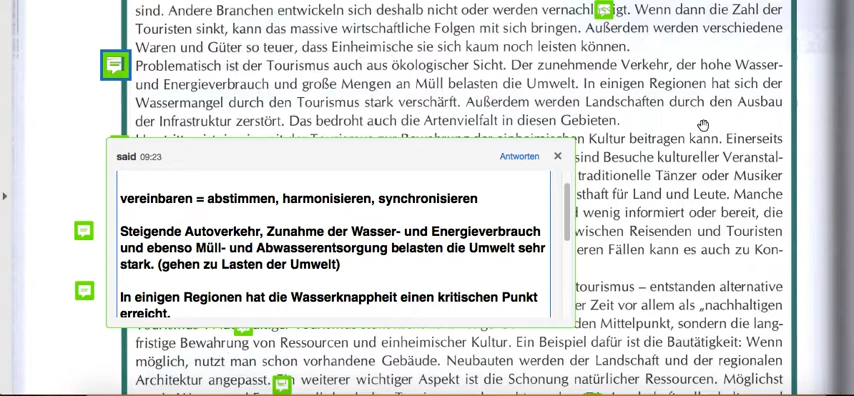 sind. Andere Branchen entwickeln sich deshalb nicht oder werden vernachlässigt. Wenn dann die Zahl der
Touristen sinkt, kann das massive wirtschaftliche Folgen mit sich bringen. Außerdem werden verschiedene
Waren und Güter so teuer, dass Einheimische sie sich kaum noch leisten können.
Problematisch ist der Tourismus auch aus ökologischer Sicht. Der zunehmende Verkehr, der hohe Wasser-
und Energieverbrauch und große Mengen an Müll belasten die Umwelt. In einigen Regionen hat sich der
Wassermangel durch den Tourismus stark verschärft. Außerdem werden Landschaften durch den Ausbau
der Infrastruktur zerstört. Das bedroht auch die Artenvielfalt in diesen Gebieten.
kann. Einerseits
said 09:23 Antworten
sind Besuche kultureller Veranstal-
traditionelle Tänzer oder Musiker
vereinbaren = abstimmen, harmonisieren, synchronisieren
für Land und Leute. Manche
wenig informiert oder bereit, die
Steigende Autoverkehr, Zunahme der Wasser- und Energieverbrauch
zwischen Reisenden und Touristen
und ebenso Müll- und Abwasserentsorgung belasten die Umwelt sehr
Fällen kann es auch zu Kon-
stark. (gehen zu Lasten der Umwelt)
tourismus – entstanden alternative
In einigen Regionen hat die Wasserknappheit einen kritischen Punkt
der Zeit vor allem als „nachhaltigen
erreicht.
den Mittelpunkt, sondern die lang-
fristige Bewahrung von Ressourcen und einheimischer Kultur. Ein Beispiel dafür ist die Bautätigkeit: Wenn
möglich, nutzt man schon vorhandene Gebäude. Neubauten werden der Landschaft und der regionalen
Architektur angepasst. Ein weiterer wichtiger Aspekt ist die Schonung natürlicher Ressourcen. Möglichst